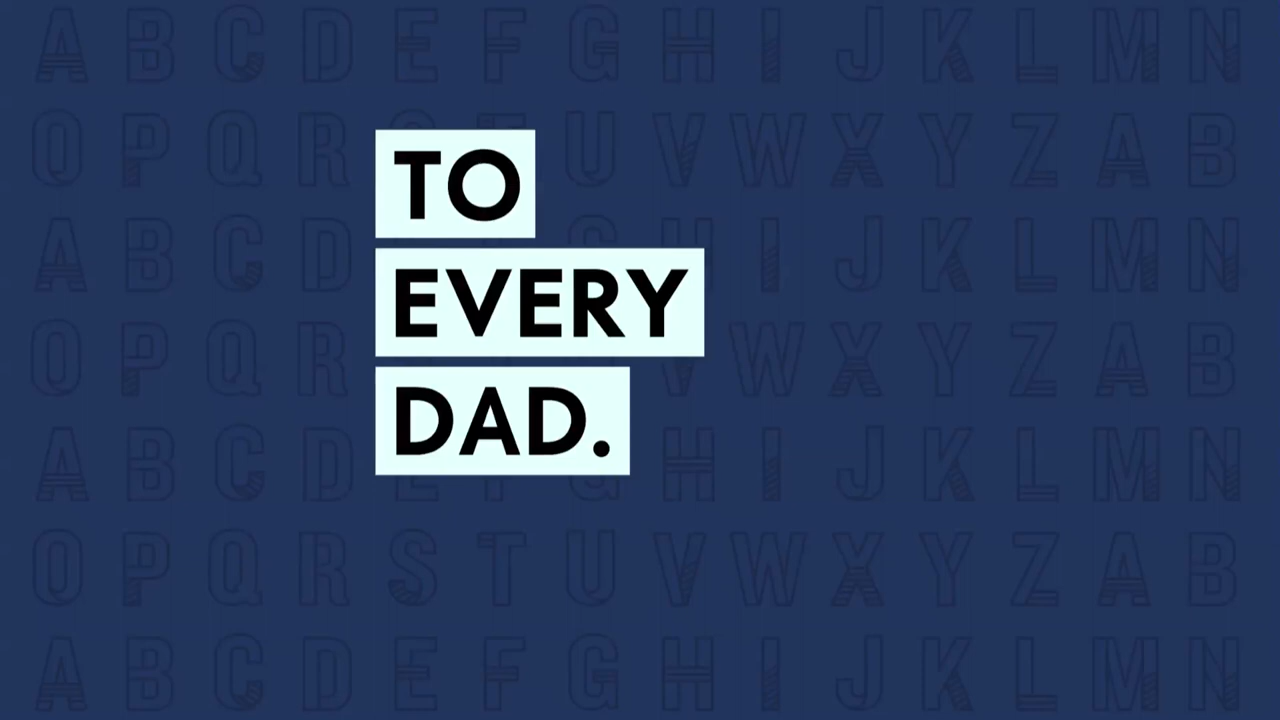 A B C D E F G H I J K L M N
O P Q R U V W X Y Z A B
TO
A B C D G H I J K L M N
EVERY
O P Q R V W X Y Z A B
DAD.
A B C D E F G H I J K L M N
O P Q R S T U V W X Y Z A B
A B C D E F G H I J K L M N